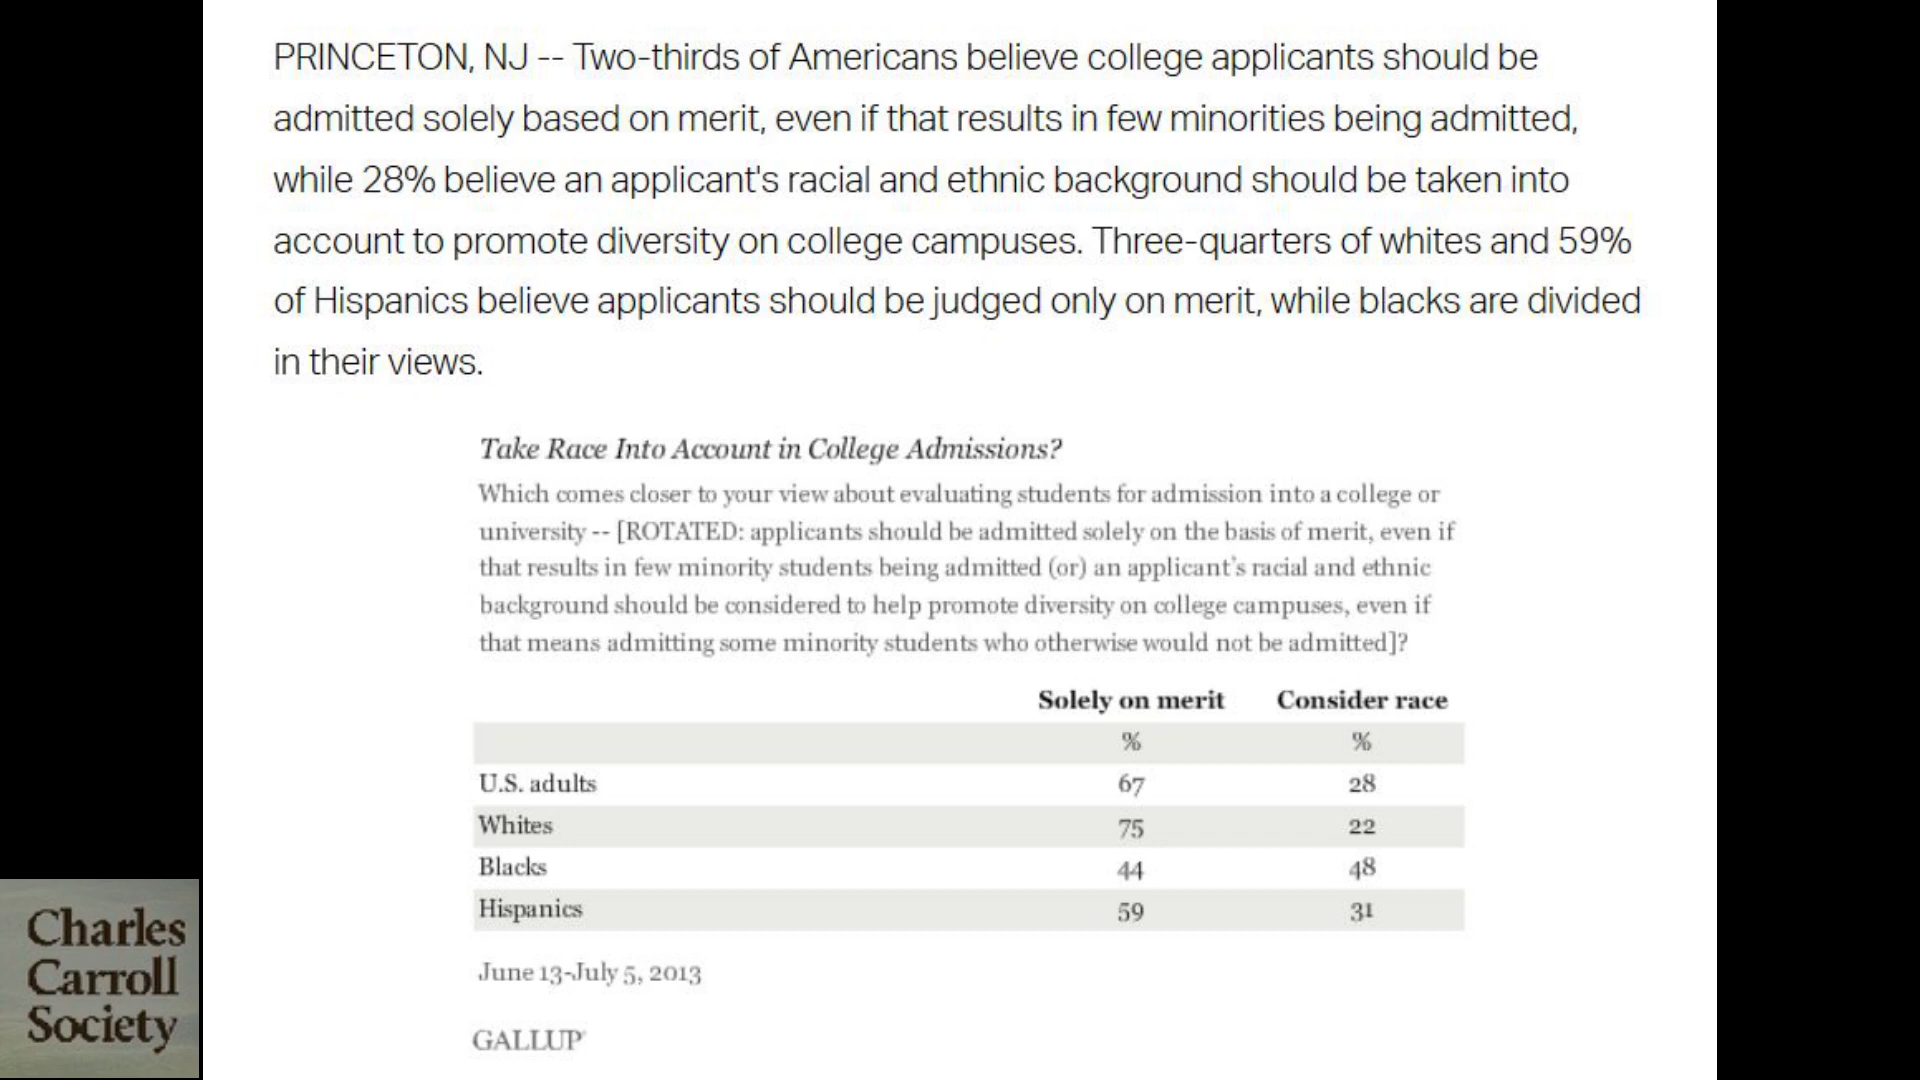 PRINCETON, NJ -- Two-thirds of Americans believe college applicants should be
admitted solely based on merit, even if that results in few minorities being admitted,
while 28% believe an applicant's racial and ethnic background should be taken into
account to promote diversity on college campuses. Three-quarters of whites and 59%
of Hispanics believe applicants should be judged only on merit, while blacks are divided
in their views.
Take Race Into Account in College Admissions?
Which comes closer to your view about evaluating students for admission into a college or
university -- [ROTATED: applicants should be admitted solely on the basis of merit, even if
that results in few minority students being admitted (or) an applicant's racial and ethnic
background should be considered to help promote diversity on college campuses, even if
that means admitting some minority students who otherwise would not be admitted]?
Solely on merit Consider race
% %
U.S. adults 67 28
Whites 75 22
Blacks 44 48
Hispanics 59 31
June 13-July 5, 2013
GALLUP
Charles
Carroll
Society